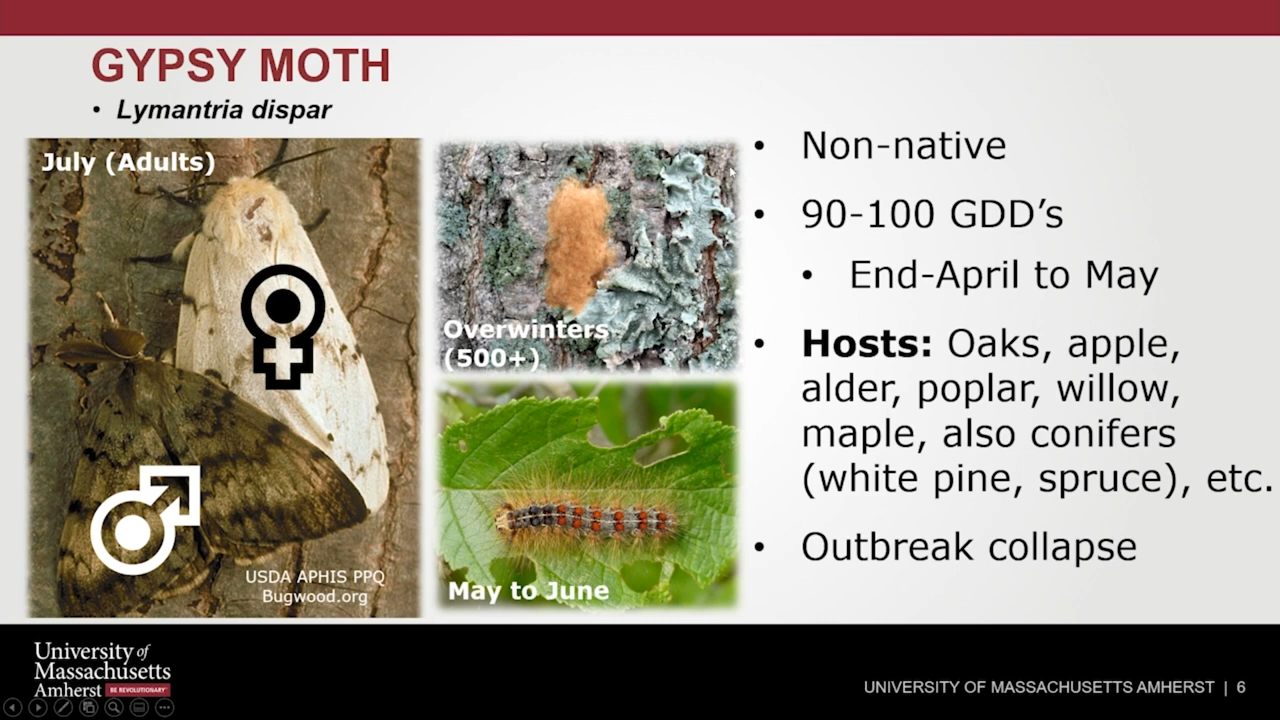 GYPSY MOTH
• Lymantria dispar
July (Adults)
USDA APHIS PPQ
Bugwood.org
Overwinters
(500+)
May to June
• Non-native
• 90-100 GDD’s
• End-April to May
• Hosts: Oaks, apple,
alder, poplar, willow,
maple, also conifers
(white pine, spruce), etc.
• Outbreak collapse
University of
Massachusetts
Amherst BE REVOLUTIONARY
UNIVERSITY OF MASSACHUSETTS AMHERST | 6